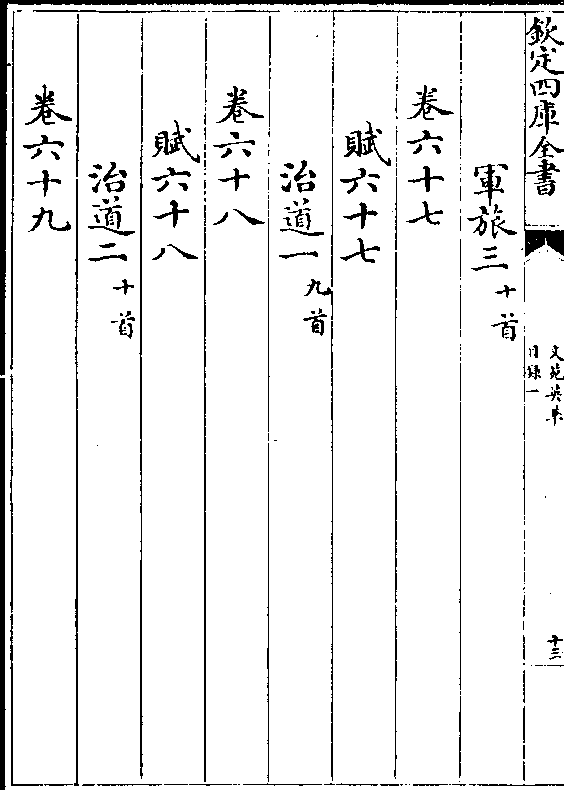 欽定四庫全書
文苑英華
目録一
十三
軍旅三十首
卷六十七
賦六十七
治道一九首
卷六十八
賦六十八
治道二十首
卷六十九